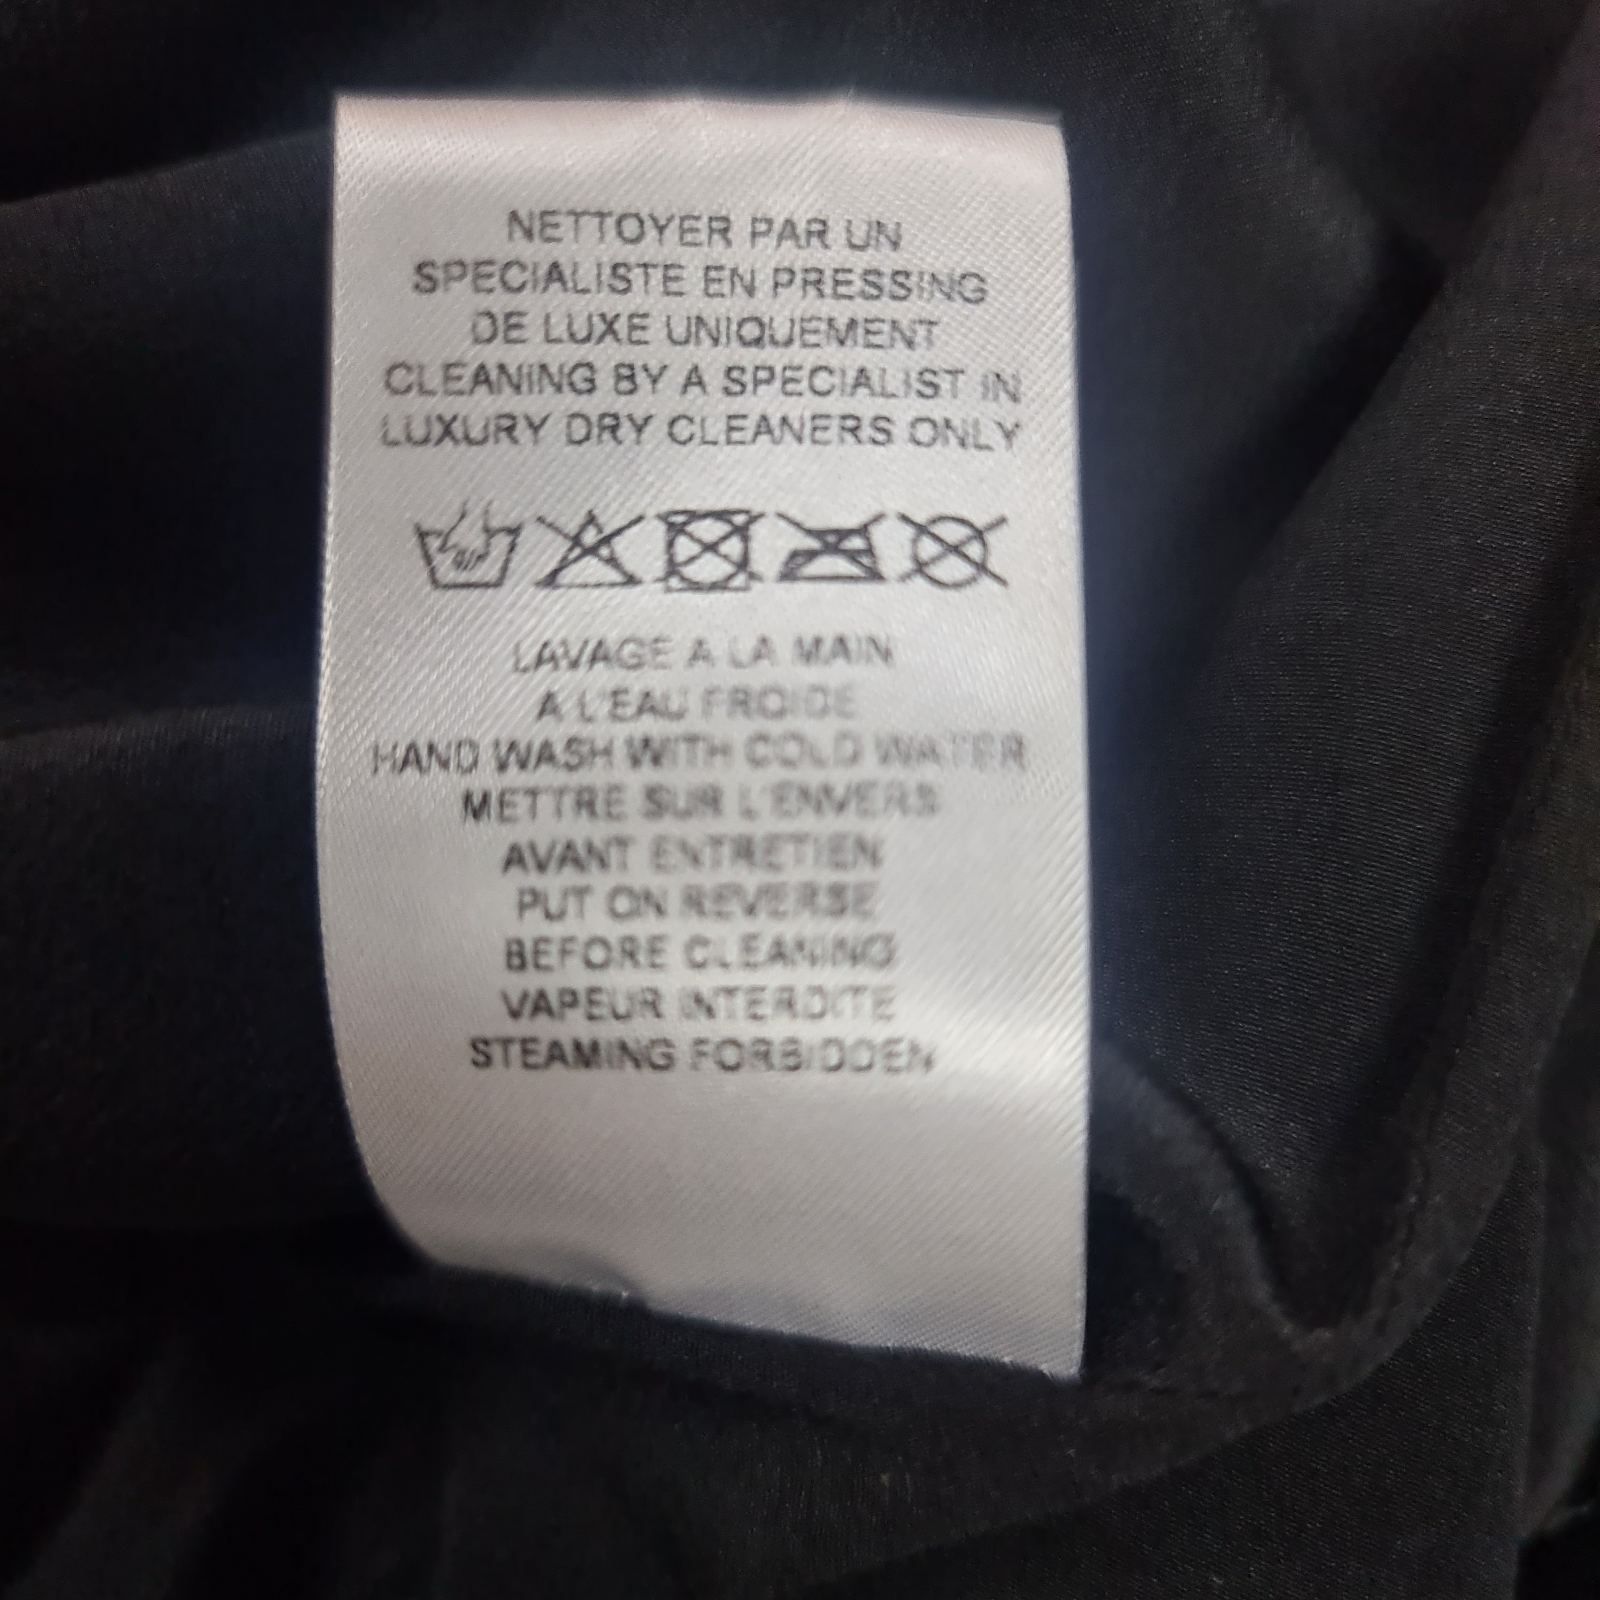 NETTOYER PAR UN
SPECIALISTE EN PRESSING
DE LUXE UNIQUEMENT
CLEANING BY A SPECIALIST IN
LUXURY DRY CLEANERS ONLY
LAVAGE A LA MAIN
A L'EAU FROIDE
HAND WASH WITH COLD WATER
METTRE SUR L'ENVERS
AVANT ENTRETIEN
PUT ON REVERSE
BEFORE CLEANING
VAPEUR INTERDITE
STEAMING FORBIDDEN